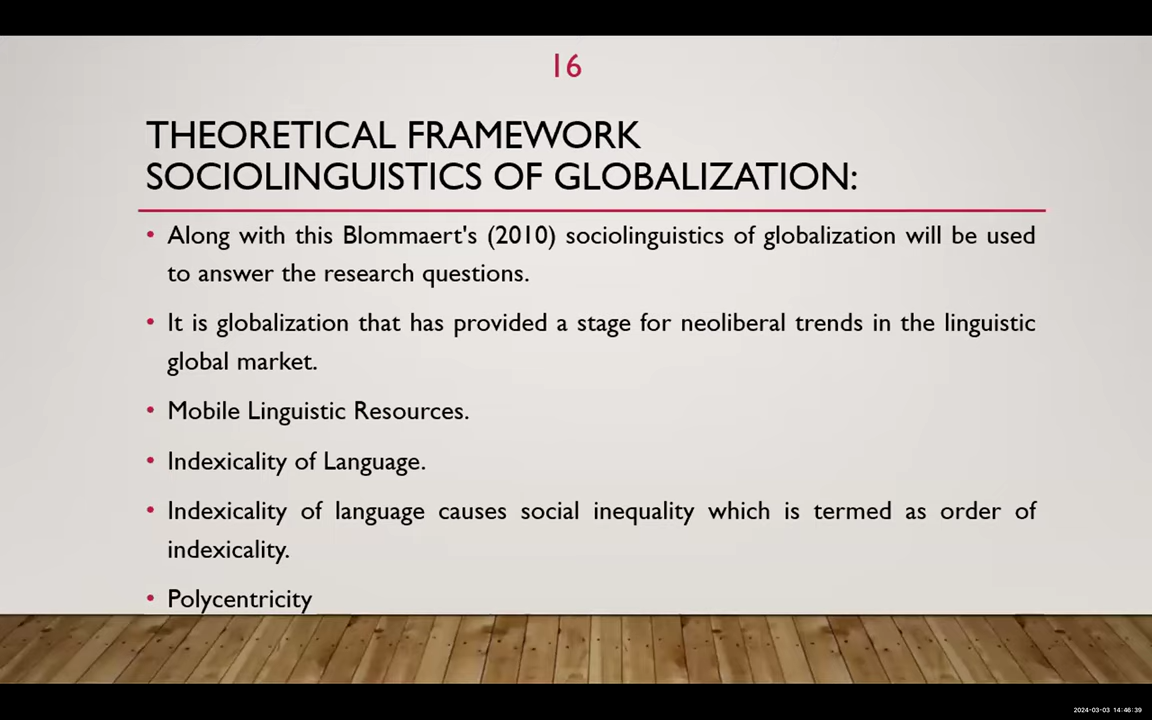 16
THEORETICAL FRAMEWORK
SOCIOLINGUISTICS OF GLOBALIZATION:
• Along with this Blommaert's (2010) sociolinguistics of globalization will be used
to answer the research questions.
• It is globalization that has provided a stage for neoliberal trends in the linguistic
global market.
• Mobile Linguistic Resources.
• Indexicality of Language.
• Indexicality of language causes social inequality which is termed as order of
indexicality.
• Polycentricity
2024-03-03 14:46:39